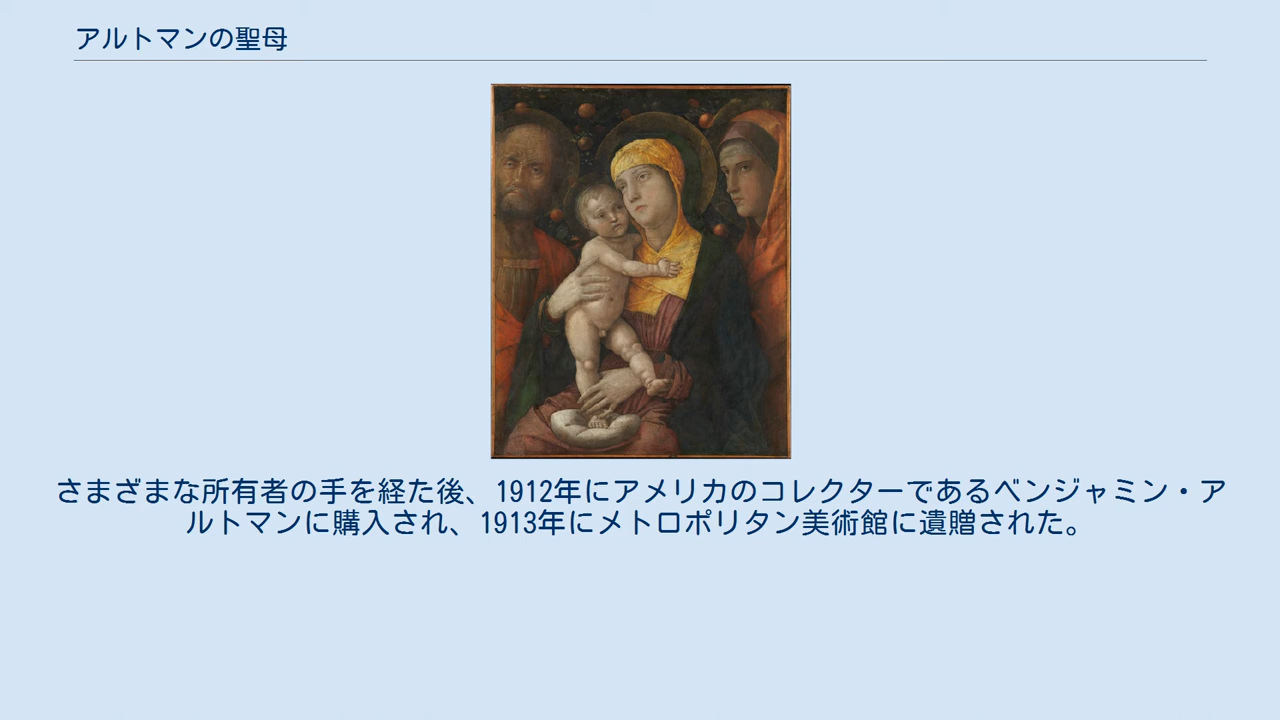 アルトマンの聖母
さまざまな所有者の手を経た後、1912年にアメリカのコレクターであるベンジャミン・ア
ルトマンに購入され、1913年にメトロポリタン美術館に遺贈された。